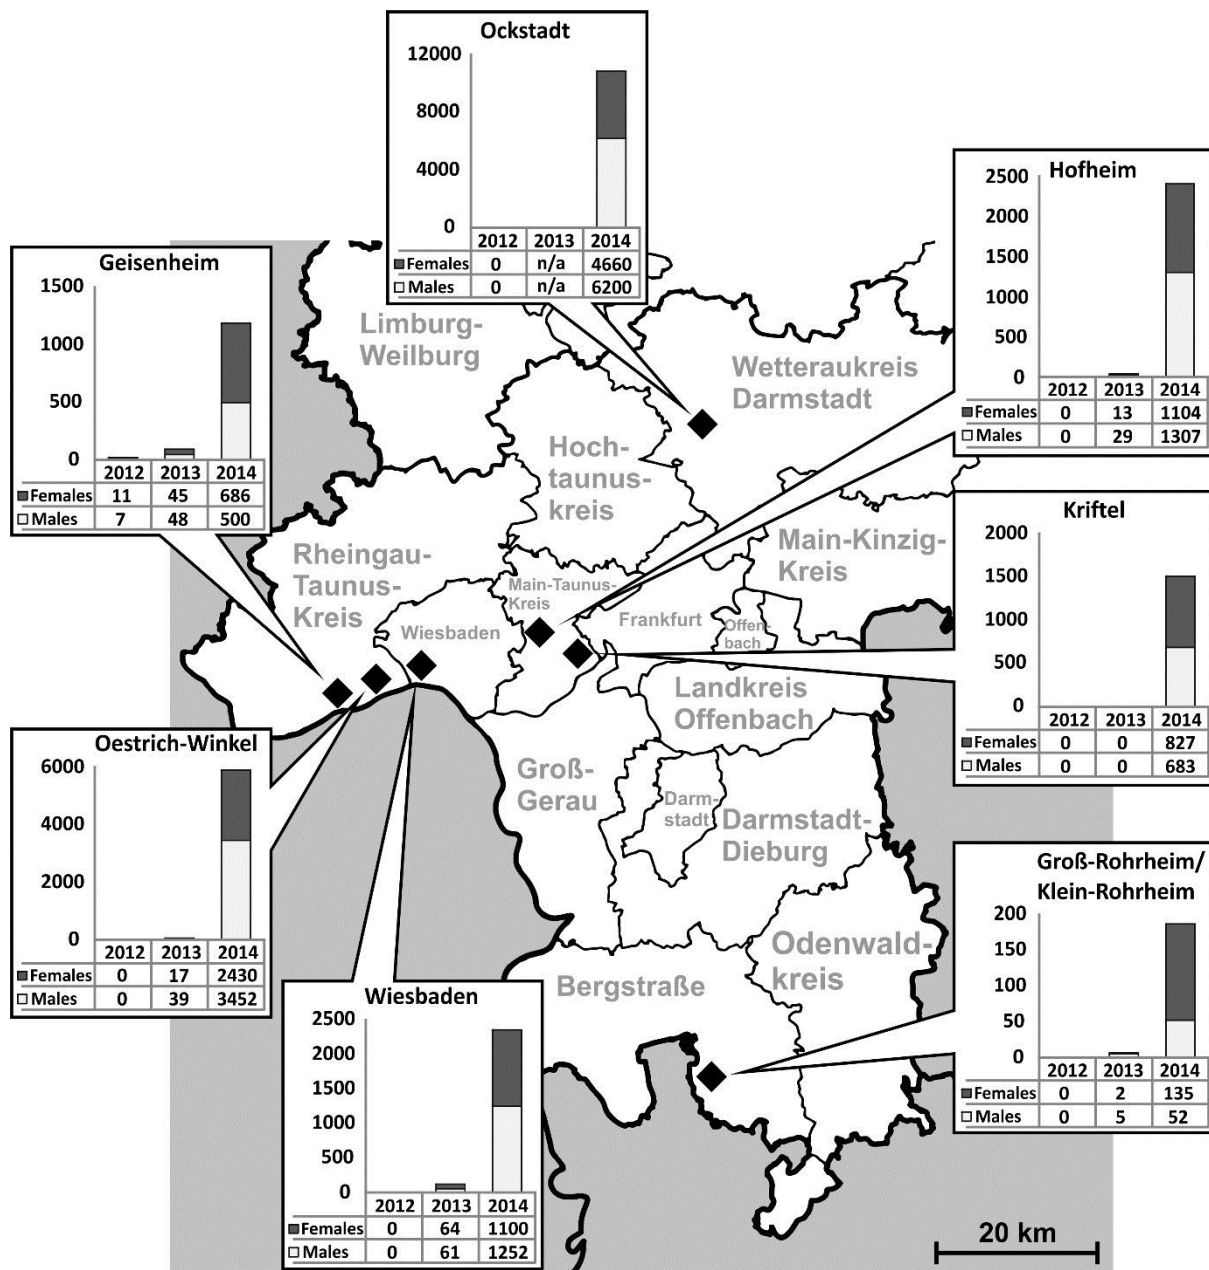 Ockstadt
12000
8000
4000
0
2012 2013 2014
Females 0 n/a 4660
Males 0 n/a 6200
Hofheim
2500
2000
1500
1000
500
0
2012 2013 2014
Females 0 13 1104
Males 0 29 1307
Geisenheim
1500
1000
500
0
2012 2013 2014
Females 11 45 686
Males 7 48 500
Limburg-
Weilburg
Wetteraukreis
Darmstadt
Hoch-
taunus-
kreis
Rheingau-
Taunus-
Kreis
Main-Taunus-
Kreis
Wiesbaden
Frankfurt
Offen-
bach
Main-Kinzig-
Kreis
Kriftel
2000
1500
1000
500
0
2012 2013 2014
Females 0 0 827
Males 0 0 683
Landkreis
Offenbach
Groß-
Gerau
Darm-
stadt
Darmstadt-
Dieburg
Oestrich-Winkel
6000
4000
2000
0
2012 2013 2014
Females 0 17 2430
Males 0 39 3452
Bergstraße
Odenwald-
kreis
Groß-Rohrheim/
Klein-Rohrheim
200
150
100
50
0
2012 2013 2014
Females 0 2 135
Males 0 5 52
Wiesbaden
2500
2000
1500
1000
500
0
2012 2013 2014
Females 0 64 1100
Males 0 61 1252
20 km